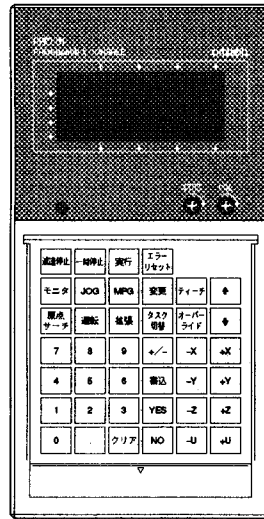 減速停止 一時停止 実行 エラーリセット
モニタ JOG MPG 変更 ティーチ ↑
原点サーチ 運転 拡張 タスク切替 オーバーライド ↓
7 8 9 +/- -X +X
4 5 6 書込 -Y +Y
1 2 3 YES -Z +Z
0 . クリア NO -U +U